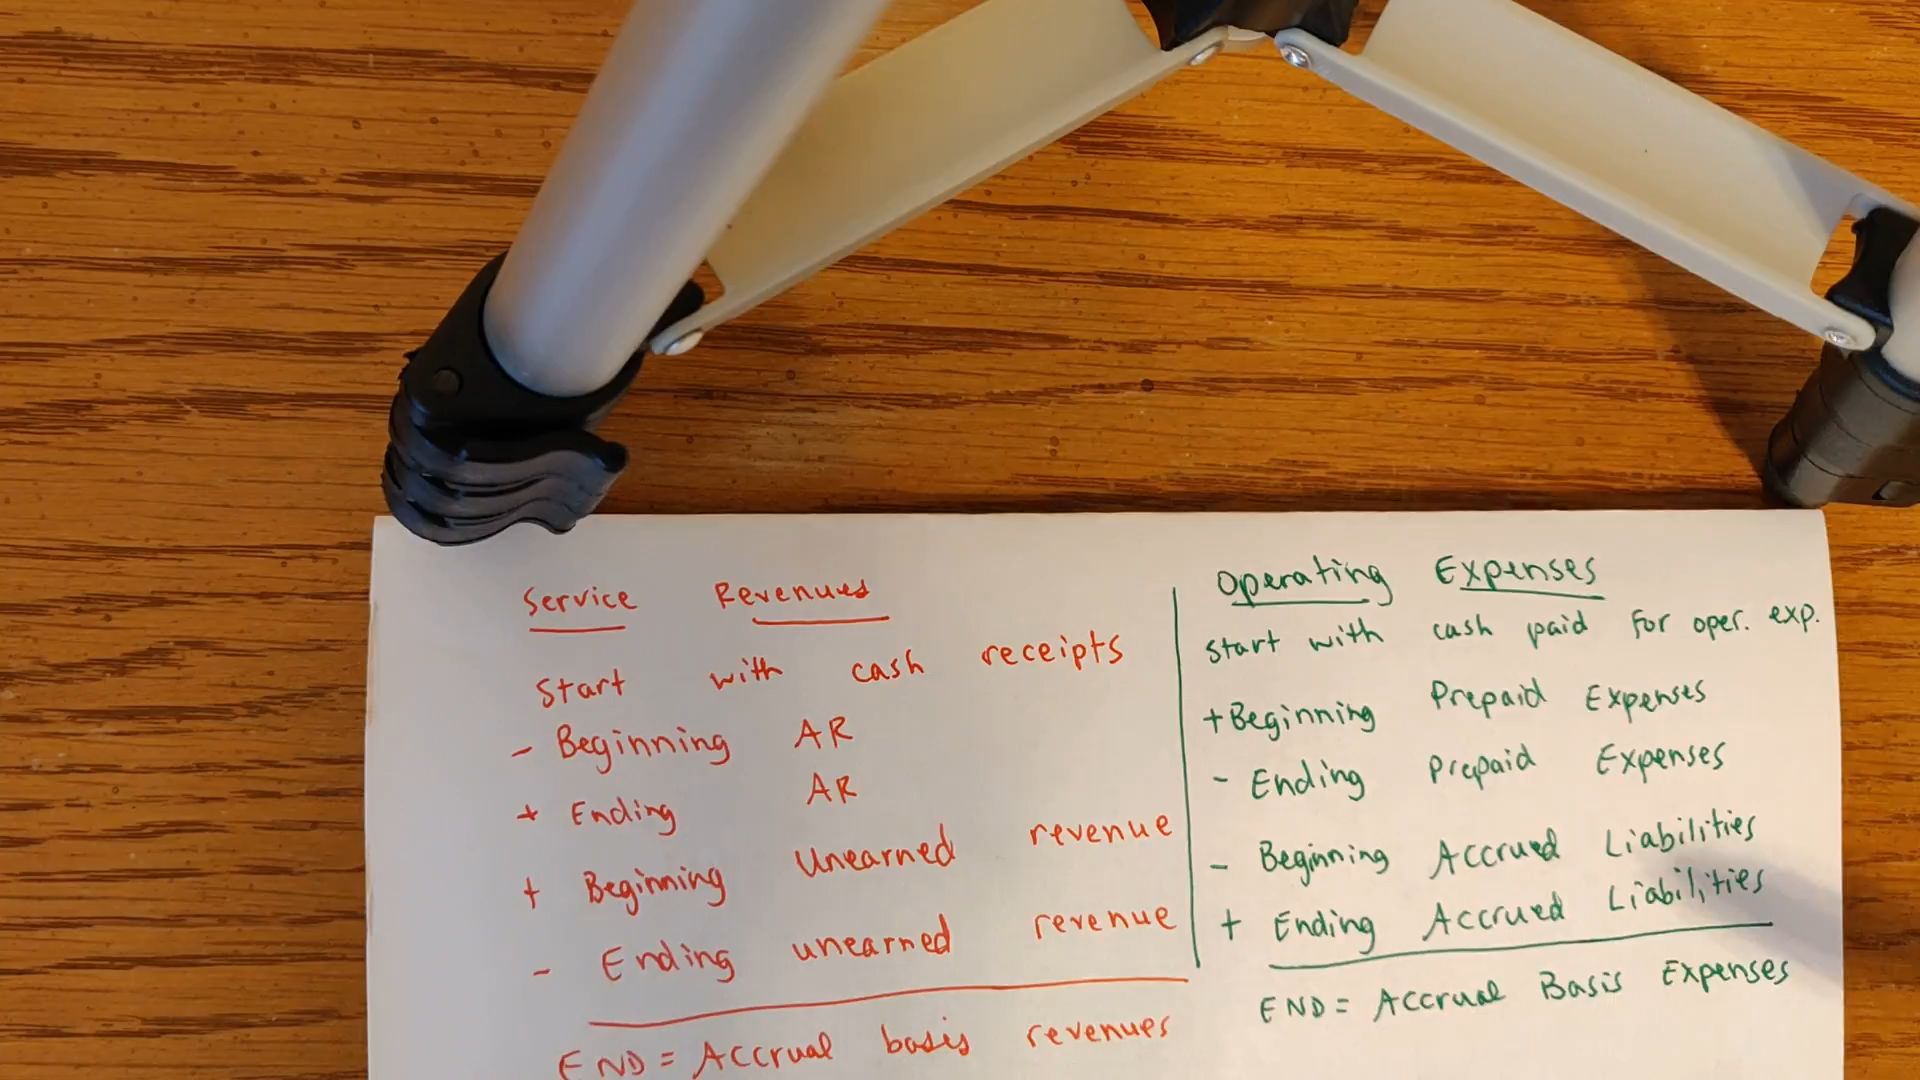 Service Revenues
Start with cash receipts
- Beginning AR
+ Ending AR
+ Beginning Unearned revenue
- Ending unearned revenue
END = Accrual basis revenues
Operating Expenses
Start with cash paid for oper. exp.
+ Beginning Prepaid Expenses
- Ending Prepaid Expenses
- Beginning Accrued Liabilities
+ Ending Accrued Liabilities
END = Accrual Basis Expenses